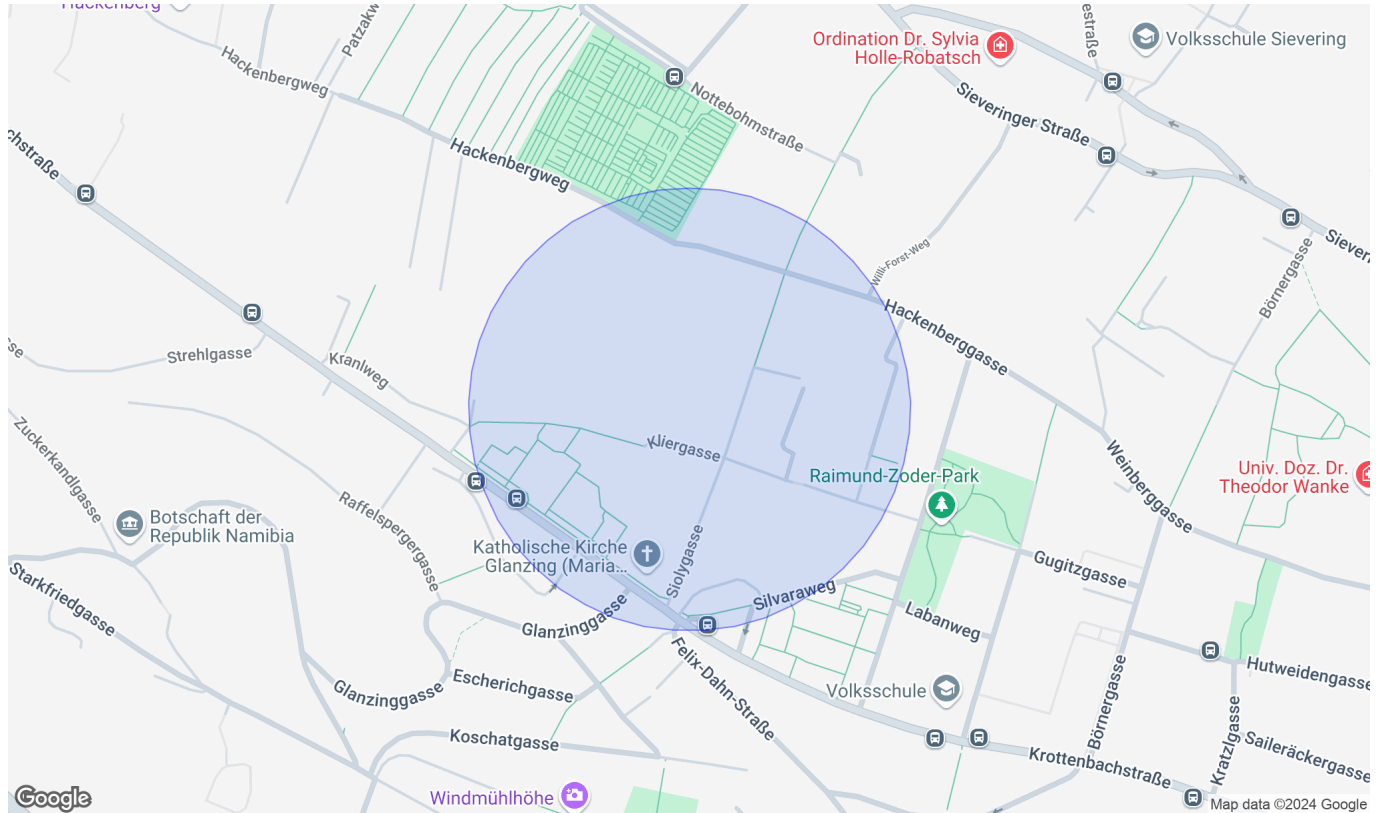 Hackenberg
Patzakw
estraße
Ordination Dr. Sylvia
Holle-Robatsch
Volksschule Sievering
Hackenbergweg
Nottebohmstraße
Sieveringer Straße
chstraße
Hackenbergweg
Willi-Forst-Weg
Sieverin
Börnergasse
Hackenberggasse
sse
Strehlgasse
Kranlweg
Zuckerkandlgasse
Kliergasse
Raimund-Zoder-Park
Weinberggasse
Univ. Doz. Dr.
Theodor Wanke
Raffelspergergasse
Botschaft der
Republik Namibia
Katholische Kirche
Glanzing (Maria...
Siolygasse
Gugitzgasse
Starkfriedgasse
Silvaraweg
Labanweg
Glanzinggasse
Felix-Dahn-Straße
Hutweidengasse
Glanzinggasse
Escherichgasse
Volksschule
Börnergasse
Koschatgasse
Kratzlgasse
Saileräckergasse
Krottenbachstraße
Windmühlhöhe
Google
Map data ©2024 Google